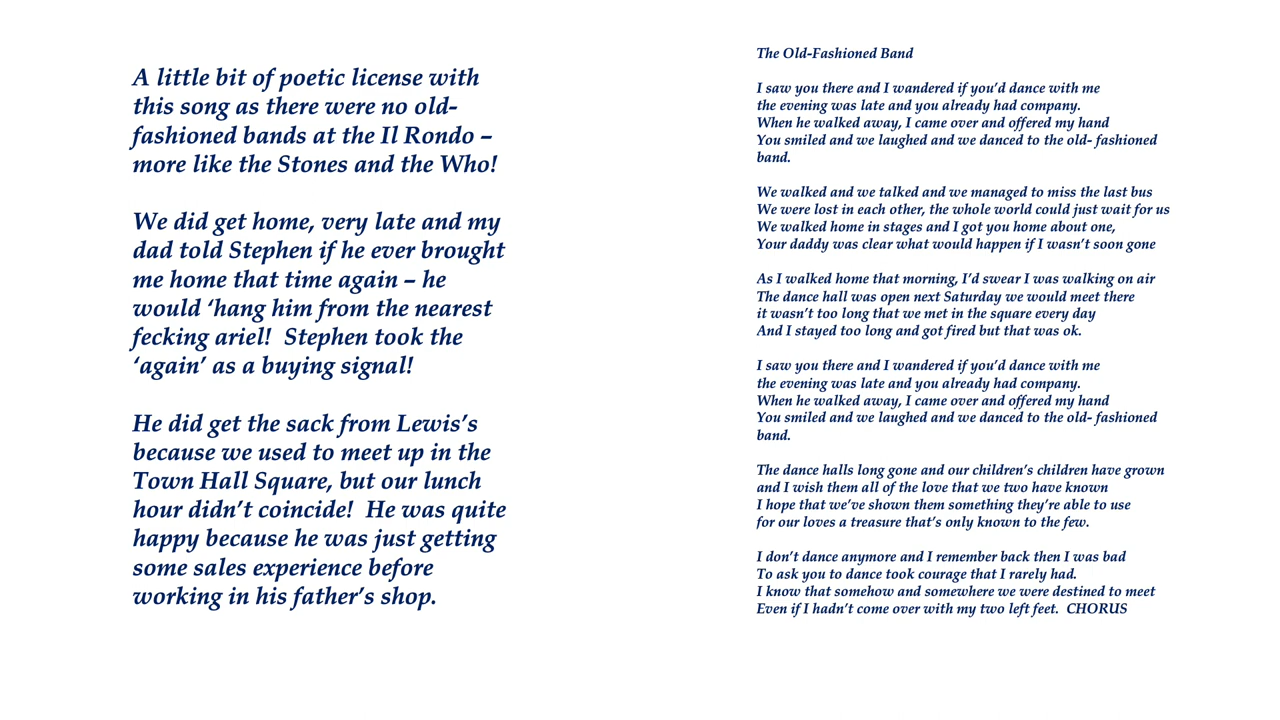 A little bit of poetic license with
this song as there were no old-
fashioned bands at the Il Rondo –
more like the Stones and the Who!
We did get home, very late and my
dad told Stephen if he ever brought
me home that time again – he
would ‘hang him from the nearest
fecking ariel!  Stephen took the
‘again’ as a buying signal!
He did get the sack from Lewis’s
because we used to meet up in the
Town Hall Square, but our lunch
hour didn’t coincide!  He was quite
happy because he was just getting
some sales experience before
working in his father’s shop.
The Old-Fashioned Band
I saw you there and I wandered if you’d dance with me
the evening was late and you already had company.
When he walked away, I came over and offered my hand
You smiled and we laughed and we danced to the old- fashioned
band.
We walked and we talked and we managed to miss the last bus
We were lost in each other, the whole world could just wait for us
We walked home in stages and I got you home about one,
Your daddy was clear what would happen if I wasn’t soon gone
As I walked home that morning, I’d swear I was walking on air
The dance hall was open next Saturday we would meet there
it wasn’t too long that we met in the square every day
And I stayed too long and got fired but that was ok.
I saw you there and I wandered if you’d dance with me
the evening was late and you already had company.
When he walked away, I came over and offered my hand
You smiled and we laughed and we danced to the old- fashioned
band.
The dance halls long gone and our children’s children have grown
and I wish them all of the love that we two have known
I hope that we’ve shown them something they’re able to use
for our loves a treasure that’s only known to the few.
I don’t dance anymore and I remember back then I was bad
To ask you to dance took courage that I rarely had.
I know that somehow and somewhere we were destined to meet
Even if I hadn’t come over with my two left feet.  CHORUS